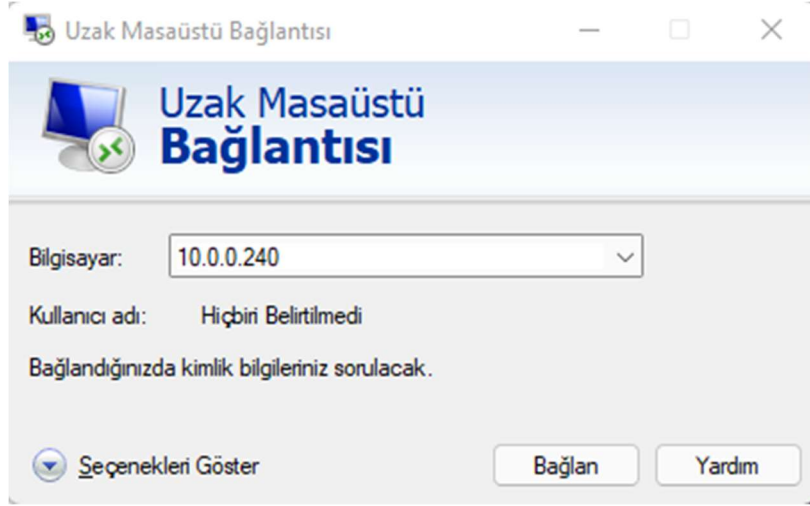 Uzak Masaüstü Bağlantısı
Uzak Masaüstü
Bağlantısı
Bilgisayar: 10.0.0.240
Kullanıcı adı: Hiçbiri Belirtilmedi
Bağlandığınızda kimlik bilgileriniz sorulacak.
Seçenekleri Göster Bağlan Yardım